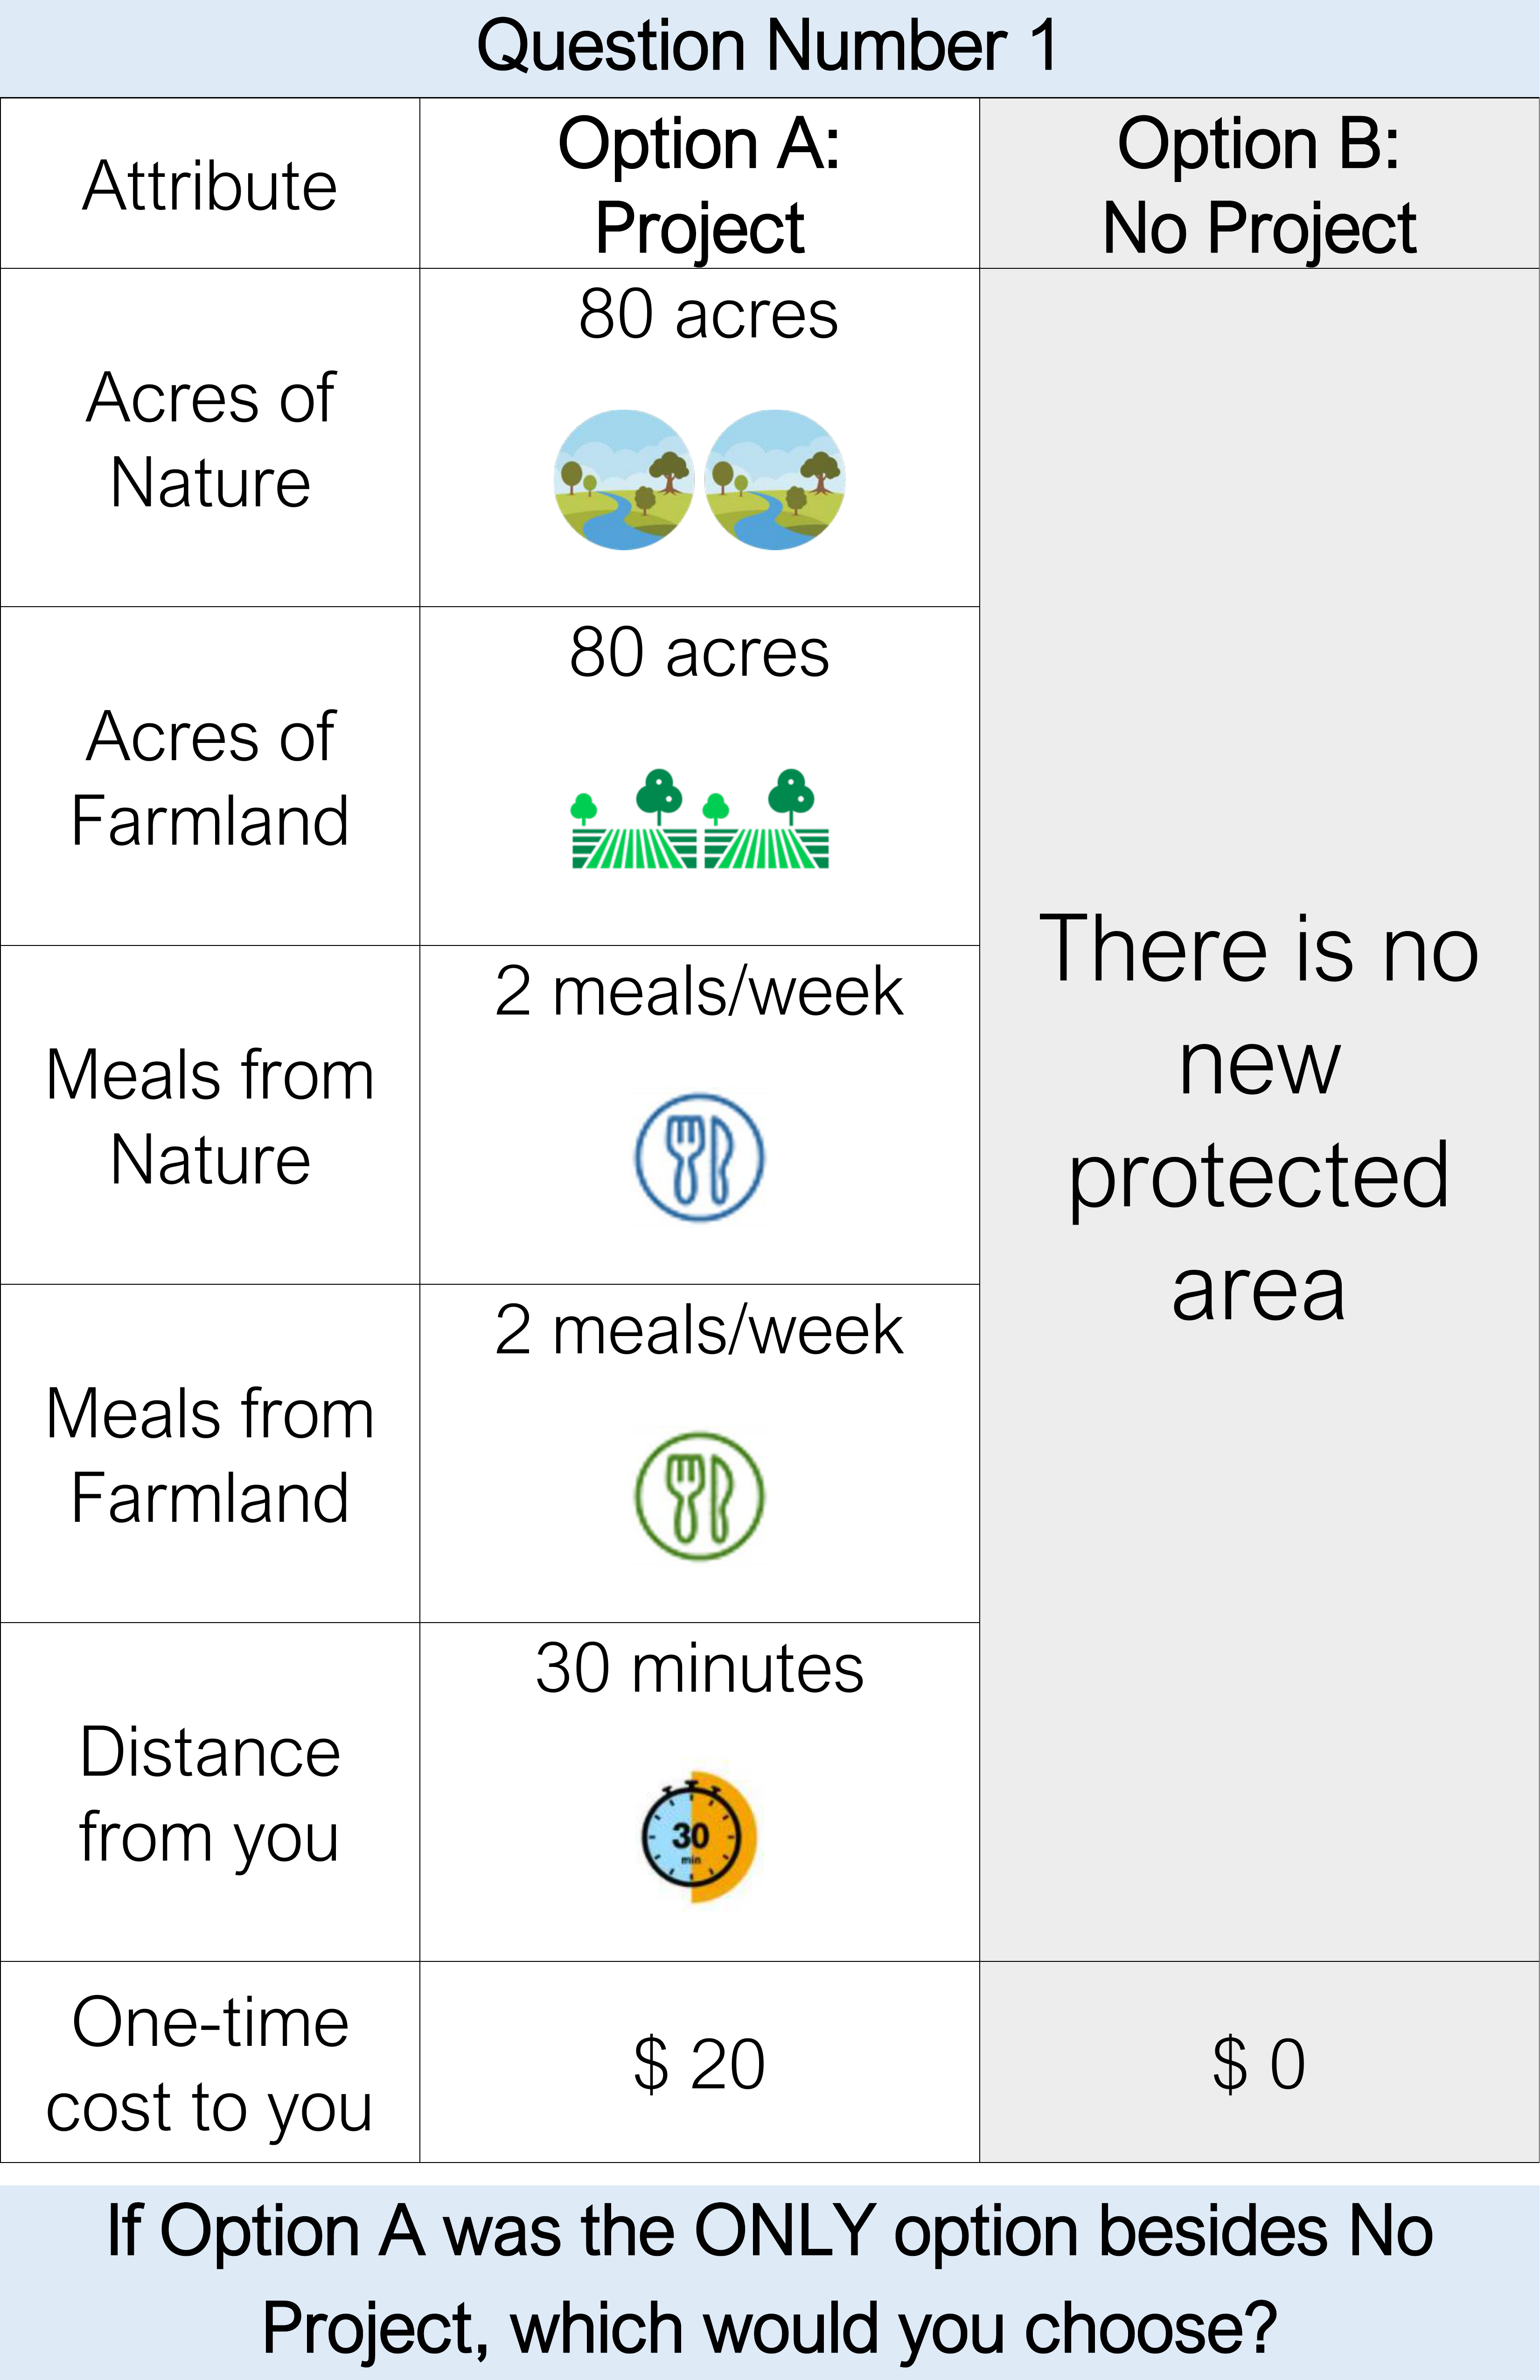 Question Number 1
Attribute
Option A:
Project
Option B:
No Project
Acres of
Nature
80 acres
Acres of
Farmland
80 acres
Meals from
Nature
2 meals/week
Meals from
Farmland
2 meals/week
Distance
from you
30 minutes
30
min
There is no
new
protected
area
One-time
cost to you
$ 20
$ 0
If Option A was the ONLY option besides No
Project, which would you choose?